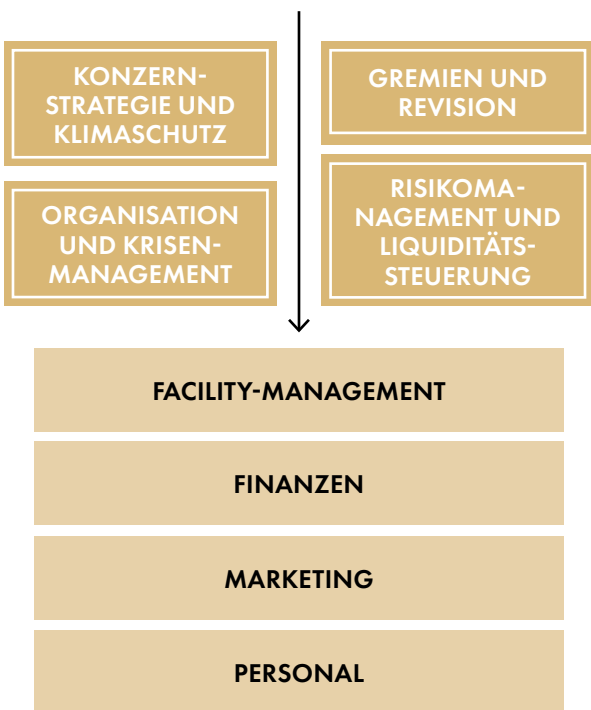 KONZERN-
STRATEGIE UND
KLIMASCHUTZ
GREMIEN UND
REVISION
ORGANISATION
UND KRISEN-
MANAGEMENT
RISIKOMA-
NAGEMENT UND
LIQUIDITÄTS-
STEUERUNG
FACILITY-MANAGEMENT
FINANZEN
MARKETING
PERSONAL